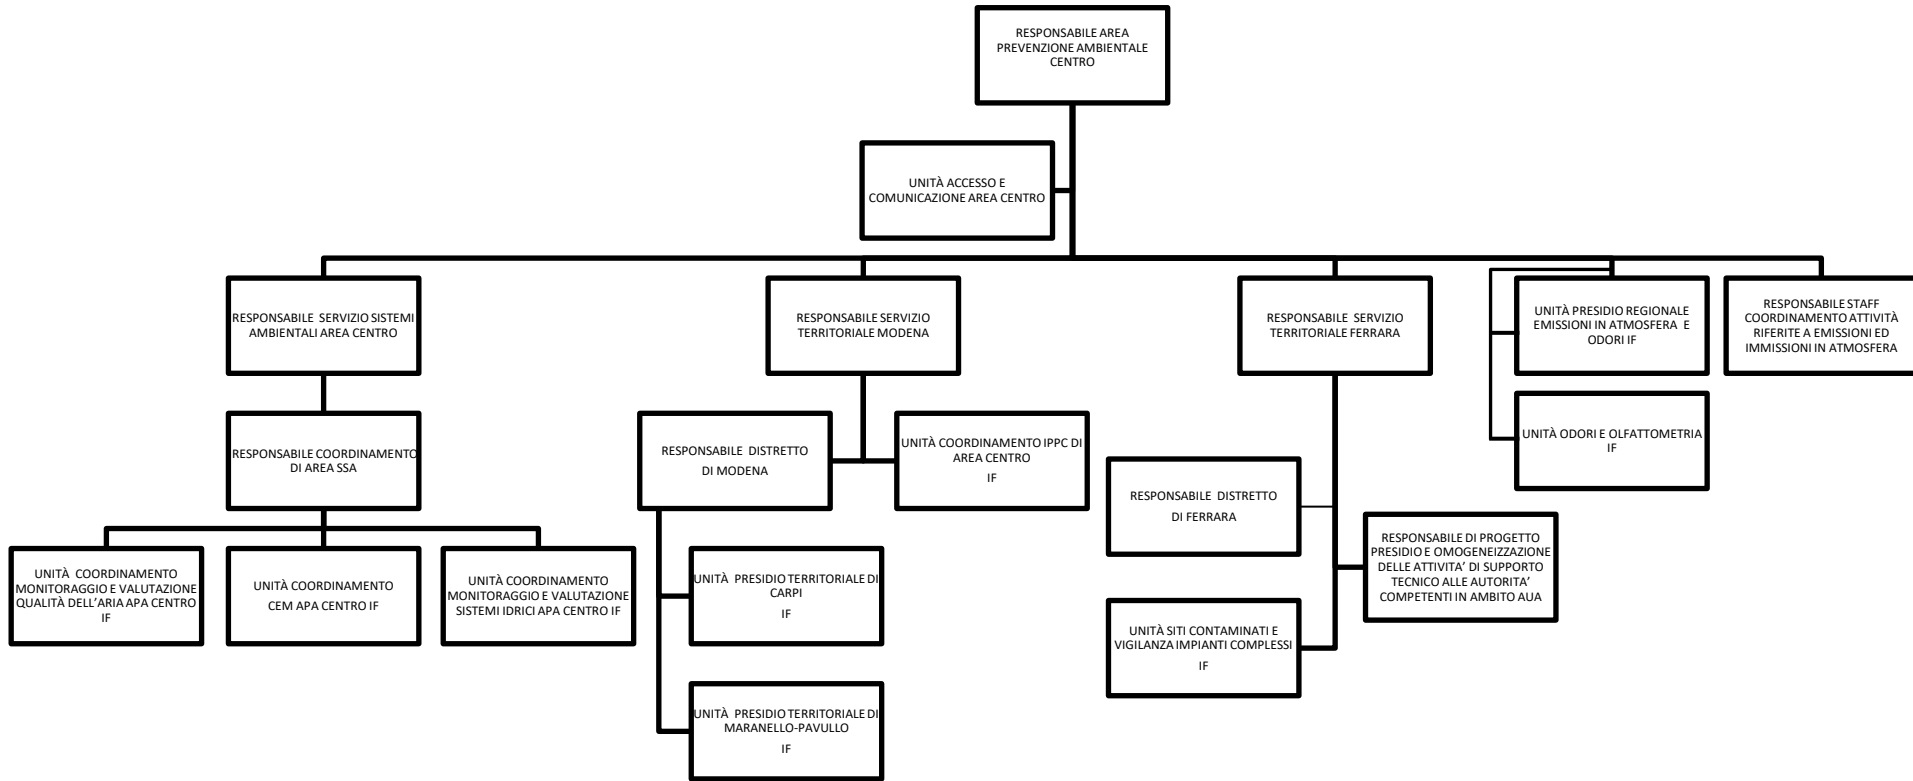 RESPONSABILE AREA
PREVENZIONE AMBIENTALE
CENTRO
UNITÀ ACCESSO E
COMUNICAZIONE AREA CENTRO
RESPONSABILE SERVIZIO SISTEMI
AMBIENTALI AREA CENTRO
RESPONSABILE SERVIZIO
TERRITORIALE MODENA
RESPONSABILE SERVIZIO
TERRITORIALE FERRARA
UNITÀ PRESIDIO REGIONALE
EMISSIONI IN ATMOSFERA E
ODORI IF
RESPONSABILE STAFF
COORDINAMENTO ATTIVITÀ
RIFERITE A EMISSIONI ED
IMMISSIONI IN ATMOSFERA
RESPONSABILE COORDINAMENTO
DI AREA SSA
RESPONSABILE DISTRETTO
DI MODENA
UNITÀ COORDINAMENTO IPPC DI
AREA CENTRO
IF
UNITÀ ODORI E OLFATTOMETRIA
IF
RESPONSABILE DISTRETTO
DI FERRARA
RESPONSABILE DI PROGETTO
PRESIDIO E OMOGENEIZZAZIONE
DELLE ATTIVITA’ DI SUPPORTO
TECNICO ALLE AUTORITA’
COMPETENTI IN AMBITO AUA
UNITÀ COORDINAMENTO
MONITORAGGIO E VALUTAZIONE
QUALITÀ DELL’ARIA APA CENTRO
IF
UNITÀ COORDINAMENTO
CEM APA CENTRO IF
UNITÀ COORDINAMENTO
MONITORAGGIO E VALUTAZIONE
SISTEMI IDRICI APA CENTRO IF
UNITÀ PRESIDIO TERRITORIALE DI
CARPI
IF
UNITÀ SITI CONTAMINATI E
VIGILANZA IMPIANTI COMPLESSI
IF
UNITÀ PRESIDIO TERRITORIALE DI
MARANELLO-PAVULLO
IF